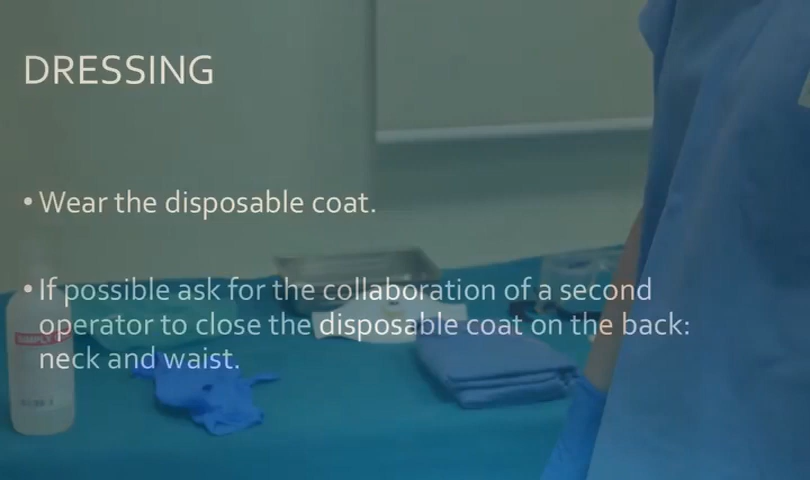 DRESSING
• Wear the disposable coat.
• If possible ask for the collaboration of a second
operator to close the disposable coat on the back:
neck and waist.
SIMPLY